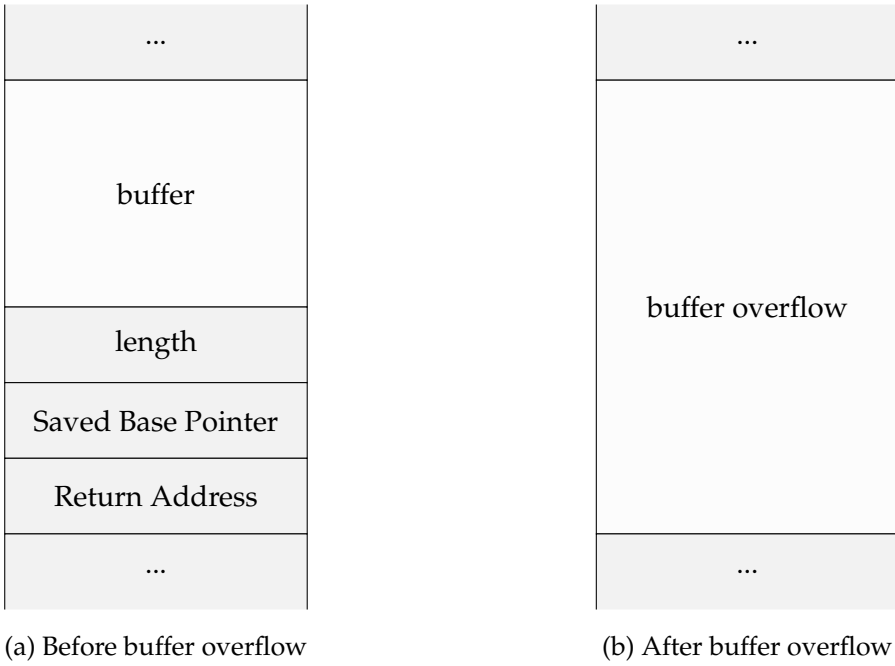 ...
buffer
length
Saved Base Pointer
Return Address
...
(a) Before buffer overflow
...
buffer overflow
...
(b) After buffer overflow